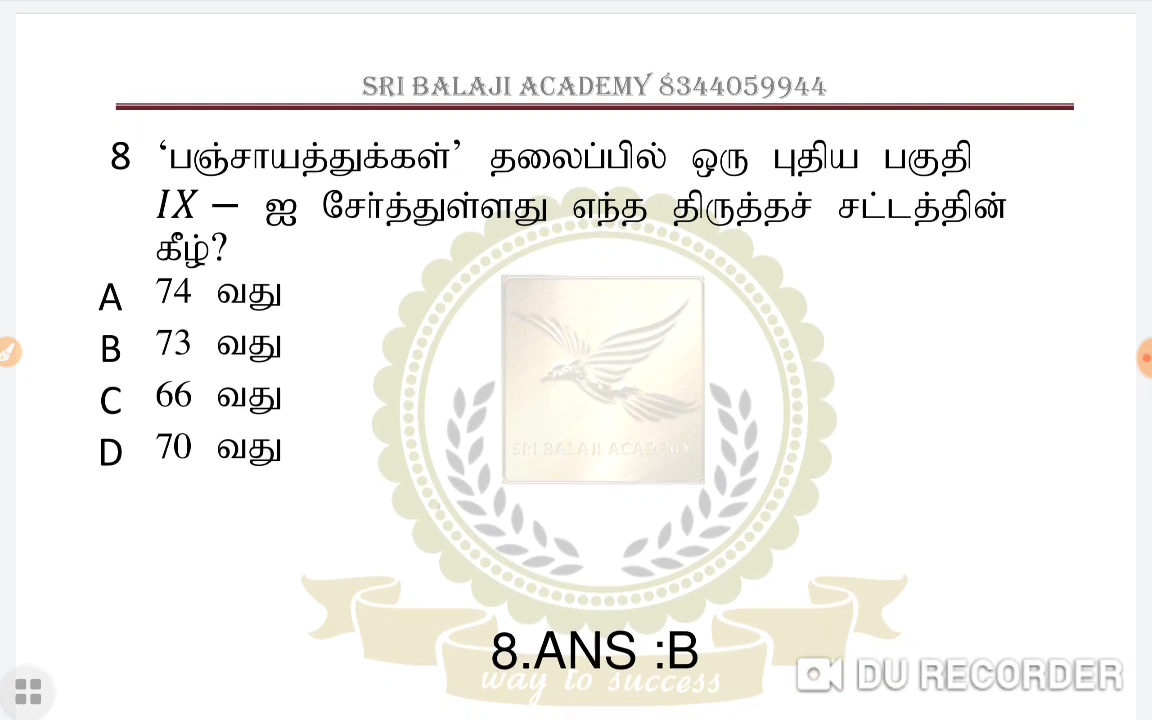 SRI BALAJI ACADEMY 8344059944
8 ‘பஞ்சாயத்துக்கள்’ தலைப்பில் ஒரு புதிய பகுதி
IX – ஐ சேர்த்துள்ளது எந்த திருத்தச் சட்டத்தின்
கீழ்?
A 74 வது
B 73 வது
C 66 வது
D 70 வது
SRI BALAJI ACADEMY
8.ANS :B
way to success
DU RECORDER